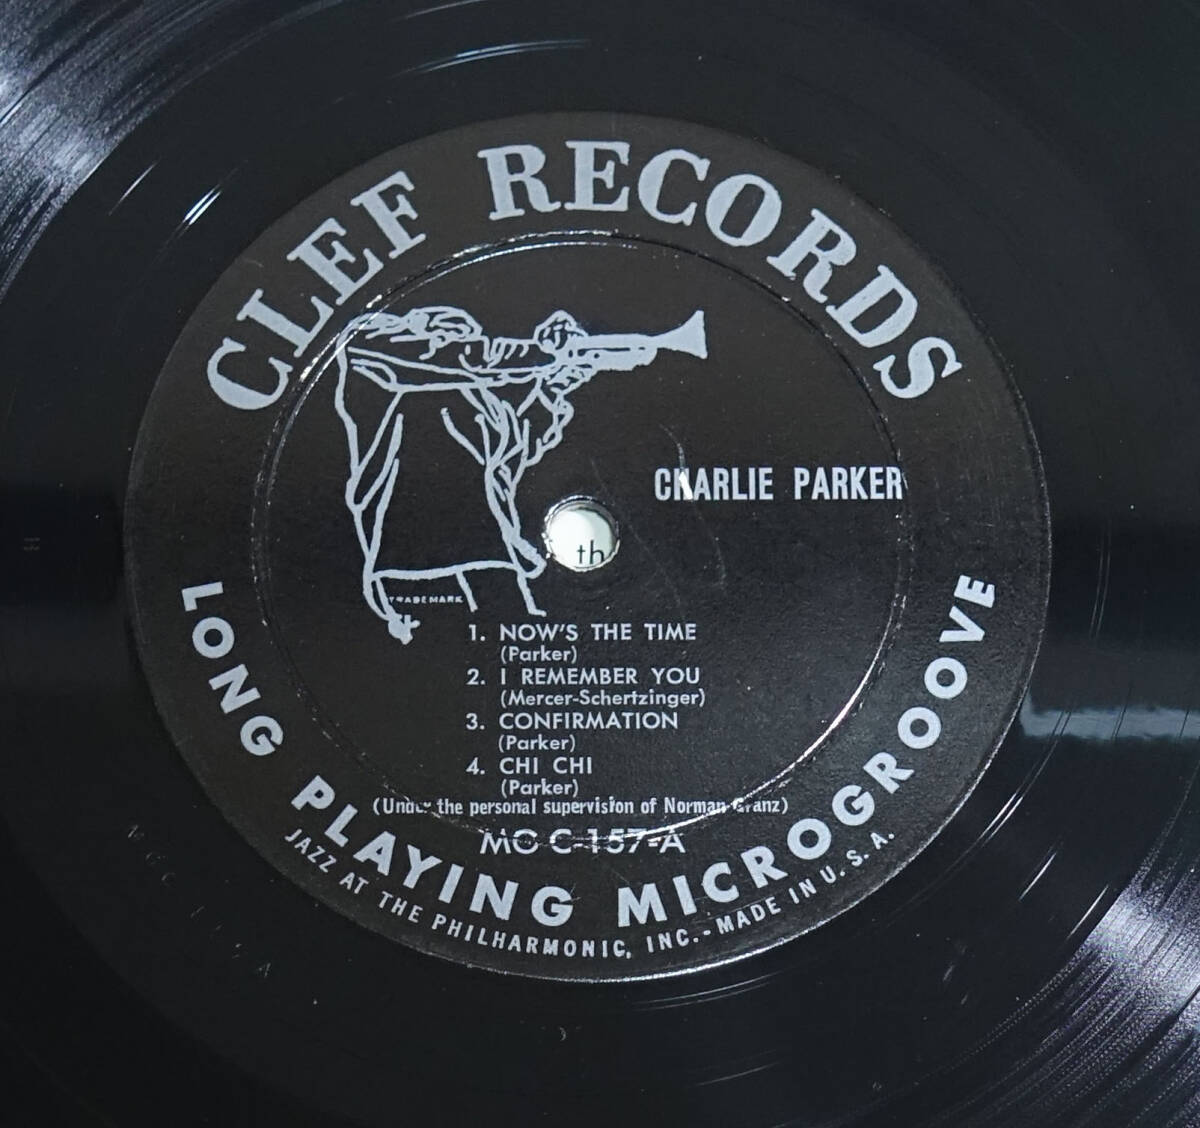 CLEF RECORDS
CHARLIE PARKER
th
TRADEMARK
1. NOW'S THE TIME
(Parker)
2. I REMEMBER YOU
(Mercer-Schertzinger)
3. CONFIRMATION
(Parker)
4. CHI CHI
(Parker)
(Under the personal supervision of Norman Granz)
MG C-157-A
LONG PLAYING MICROGROOVE
JAZZ AT THE PHILHARMONIC, INC.-MADE IN U.S.A.